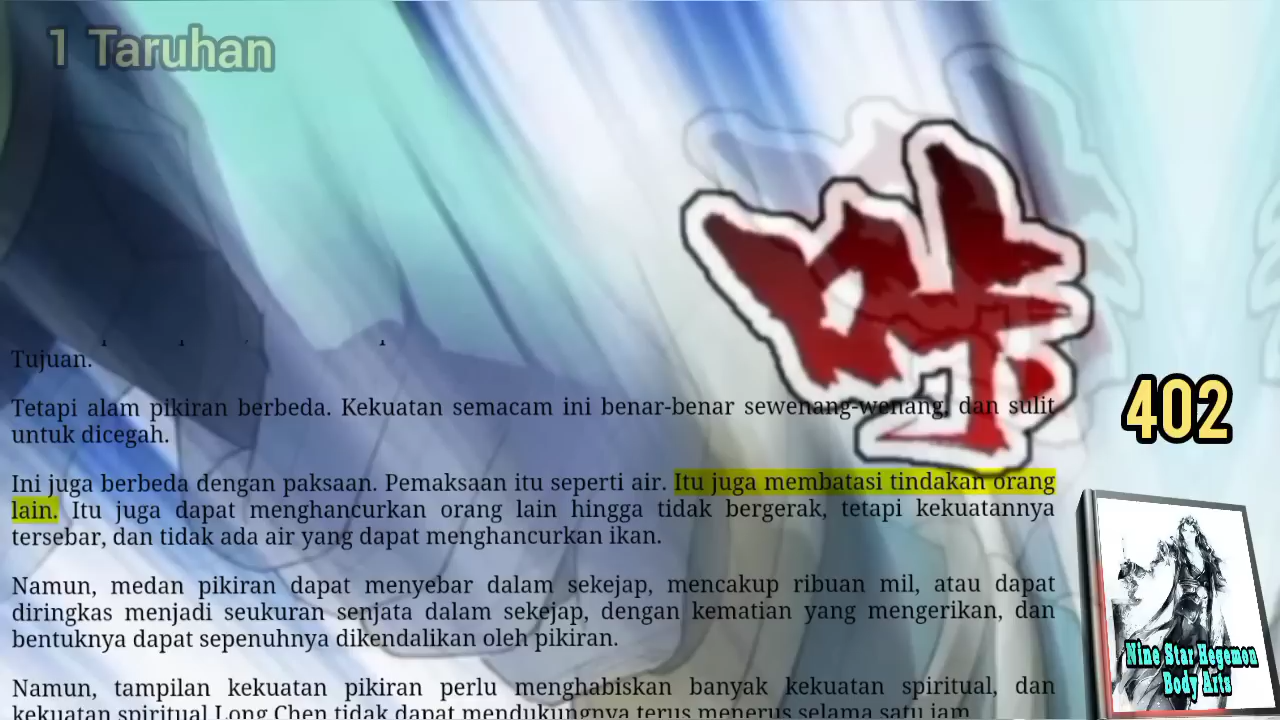 1 Taruhan
Tujuan.
Tetapi alam pikiran berbeda. Kekuatan semacam ini benar-benar sewenang-wenang, dan sulit
untuk dicegah.
Ini juga berbeda dengan paksaan. Pemaksaan itu seperti air. Itu juga membatasi tindakan orang
lain. Itu juga dapat menghancurkan orang lain hingga tidak bergerak, tetapi kekuatannya
tersebar, dan tidak ada air yang dapat menghancurkan ikan.
Namun, medan pikiran dapat menyebar dalam sekejap, mencakup ribuan mil, atau dapat
diringkas menjadi seukuran senjata dalam sekejap, dengan kematian yang mengerikan, dan
bentuknya dapat sepenuhnya dikendalikan oleh pikiran.
Namun, tampilan kekuatan pikiran perlu menghabiskan banyak kekuatan spiritual, dan
kekuatan spiritual Long Chen tidak dapat mendukungnya terus menerus selama satu jam
402
Nine Star Hegemon
Body Arts